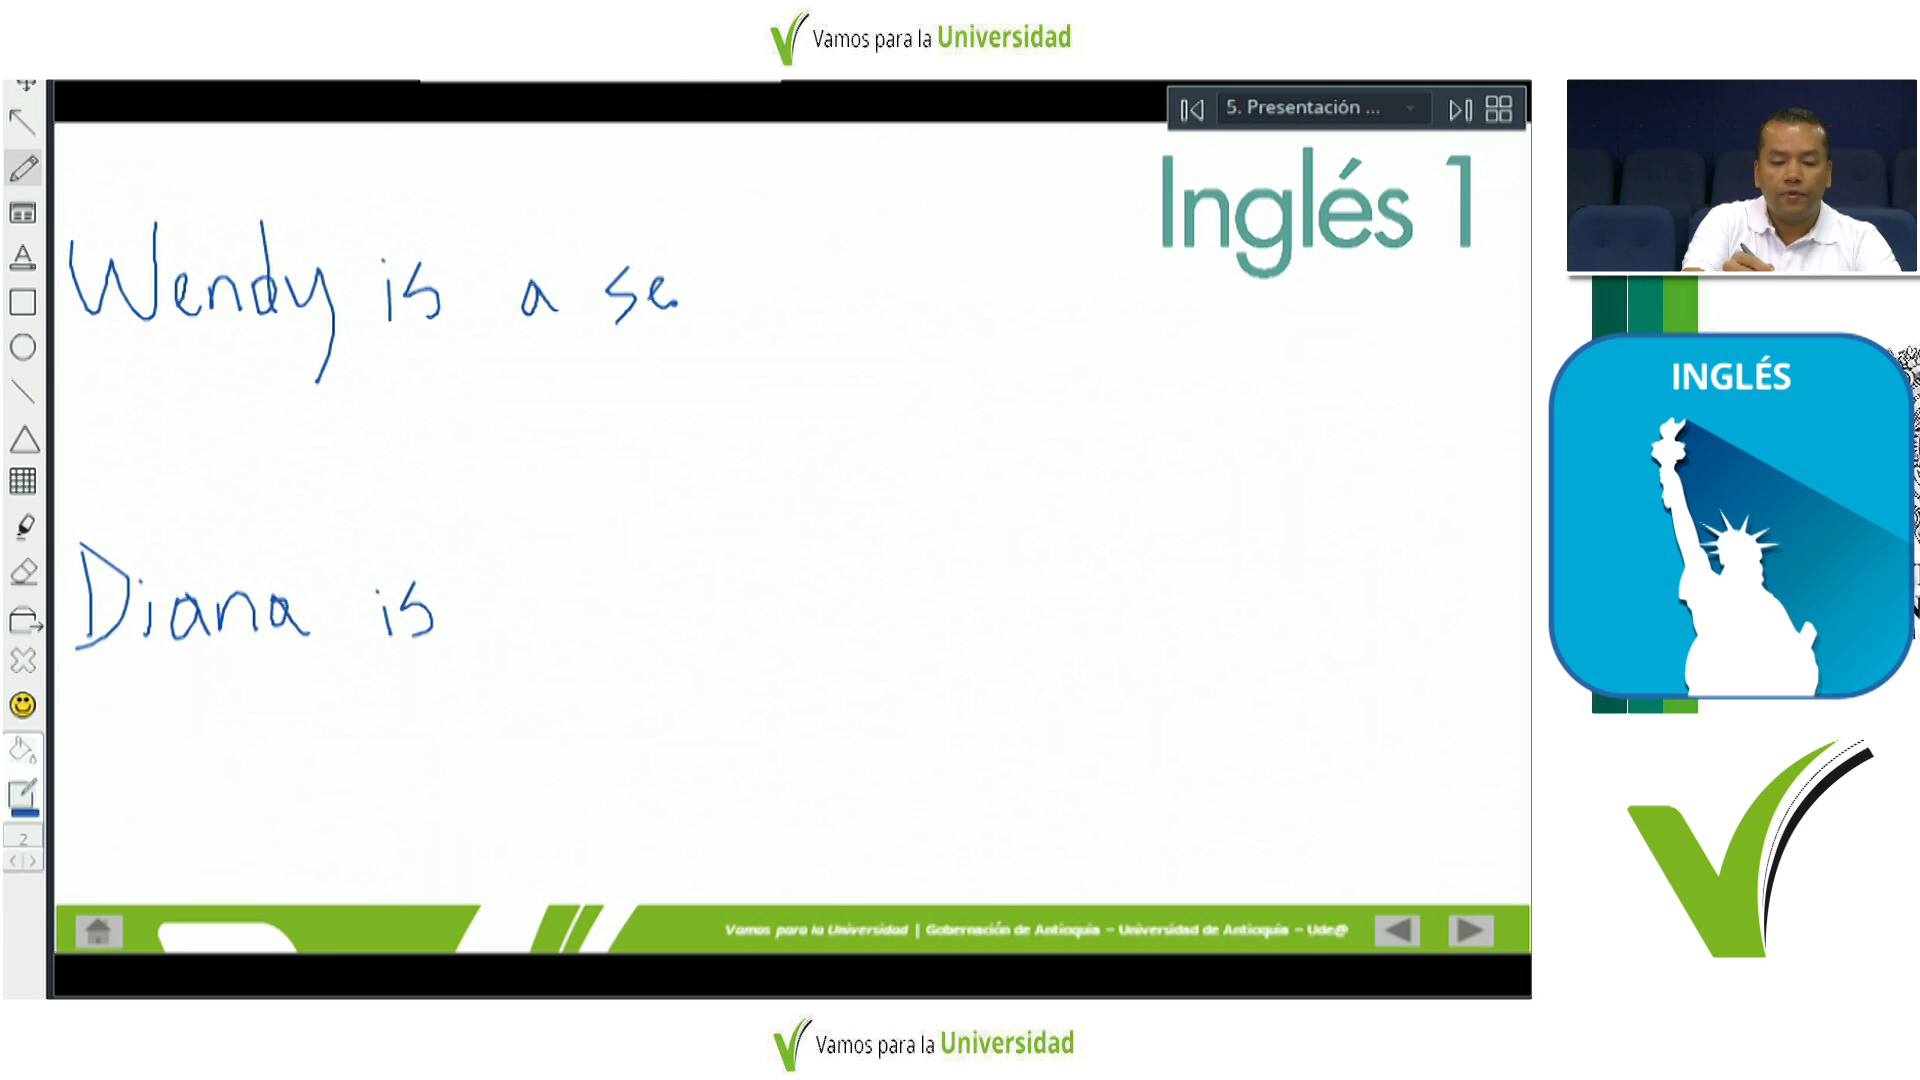 Vamos para la Universidad
5. Presentación ...
Inglés 1
Wendy is a se
Diana is
INGLÉS
2
Vamos para la Universidad | Gobernación de Antioquia – Universidad de Antioquia – Ude@
Vamos para la Universidad